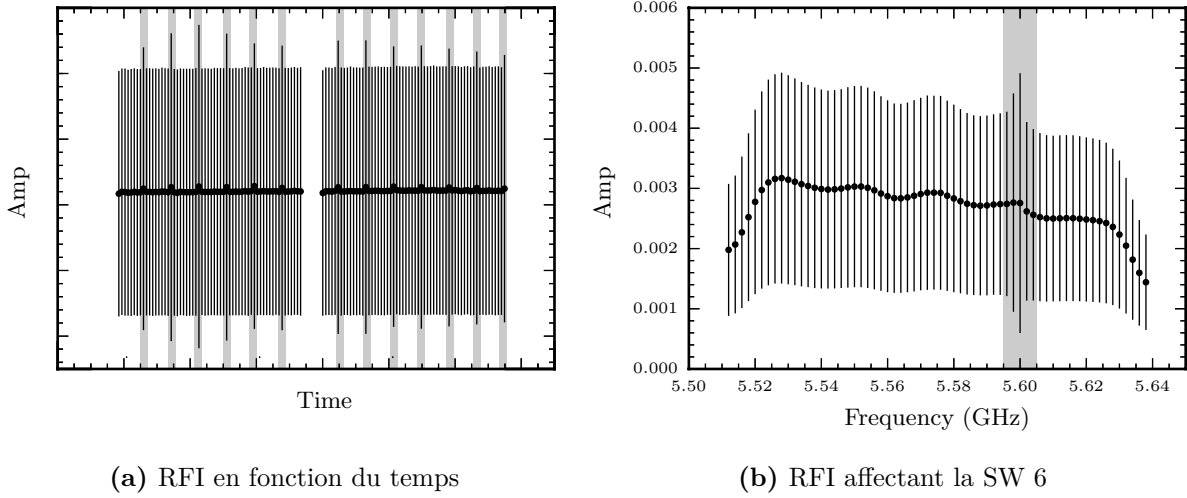 Amp
Time
(a) RFI en fonction du temps
0.006
0.005
0.004
0.003
0.002
0.001
0.000
Amp
5.50 5.52 5.54 5.56 5.58 5.60 5.62 5.64
Frequency (GHz)
(b) RFI affectant la SW 6